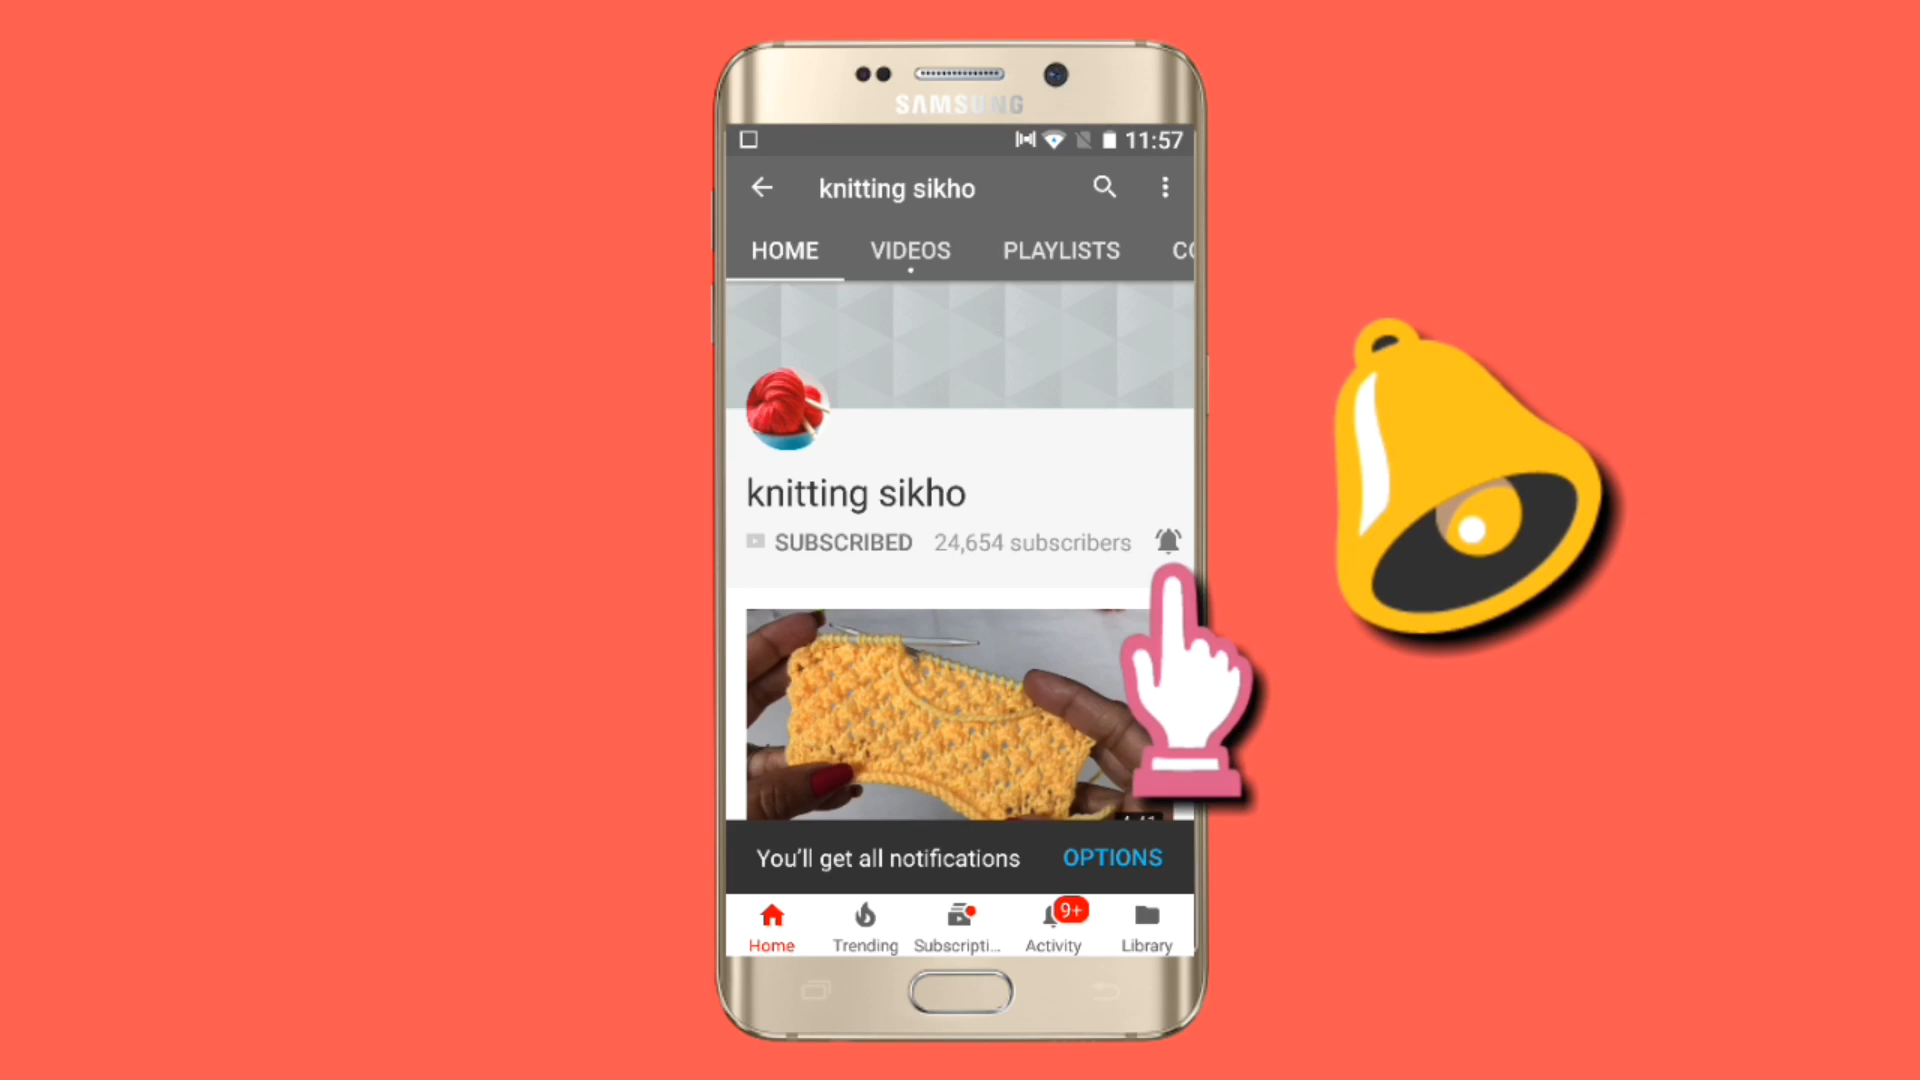 SAMSUNG
11:57
knitting sikho
HOME VIDEOS PLAYLISTS
knitting sikho
SUBSCRIBED 24,654 subscribers
You'll get all notifications OPTIONS
9+
Home Trending Subscripti... Activity Library